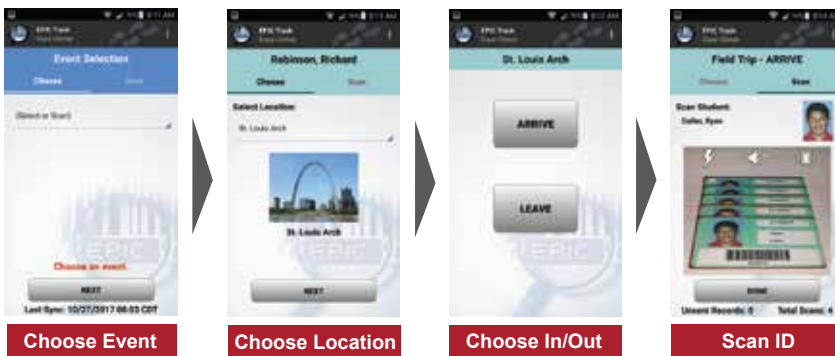 EPIC Track
Event Selection
Choose
Scan
(Select or Scan)
EPIC
Choose an event.
NEXT
Last Sync: 10/27/2017 08:53 CDT
Choose Event
EPIC Track
Robinson, Richard
Choose
Scan
Select Location:
St. Louis Arch
St. Louis Arch
NEXT
Choose Location
EPIC Track
St. Louis Arch
ARRIVE
LEAVE
EPIC
Choose In/Out
EPIC Track
Field Trip - ARRIVE
Choose
Scan
Scan Student:
DONE
Unsent Records: 0 Total Scans: 4
Scan ID